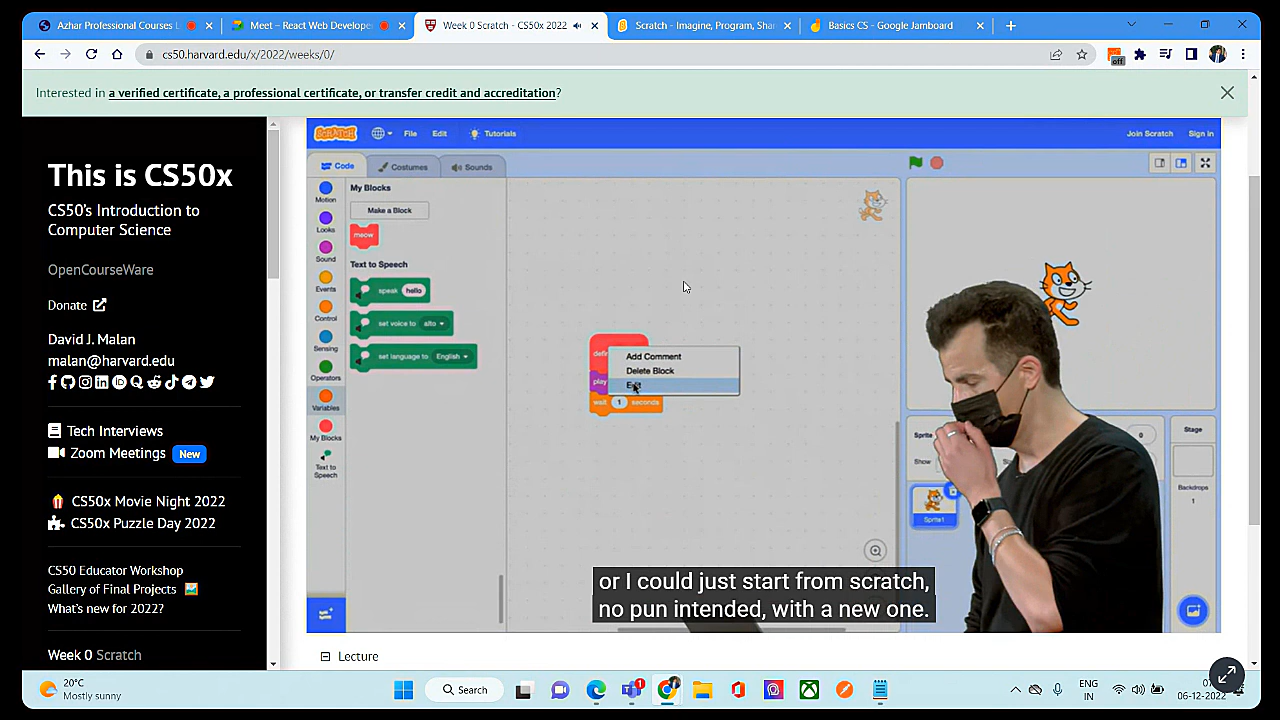 Azhar Professional Courses L
Meet – React Web Develope
Week 0 Scratch - CS50x 2022
Scratch - Imagine, Program, Sha
Basics CS - Google Jamboard
cs50.harvard.edu/x/2022/weeks/0/
off
Interested in a verified certificate, a professional certificate, or transfer credit and accreditation?
This is CS50x
CS50's Introduction to
Computer Science
OpenCourseWare
Donate
David J. Malan
malan@harvard.edu
Tech Interviews
Zoom Meetings New
CS50x Movie Night 2022
CS50x Puzzle Day 2022
CS50 Educator Workshop
Gallery of Final Projects
What's new for 2022?
Week 0 Scratch
SCRATCH
File Edit Tutorials
Join Scratch Sign in
Code Costumes Sounds
Motion
Looks
Sound
Events
Control
Sensing
Operators
Variables
My Blocks
Text to
Speech
My Blocks
Make a Block
meow
Text to Speech
speak hello
set voice to alto
set language to English
Add Comment
Delete Block
Edit
play
wait 1 seconds
Sprite
0
Show
Sprite1
Stage
Backdrops
1
or I could just start from scratch,
no pun intended, with a new one.
Lecture
20°C
Mostly sunny
Search
1
ENG
IN
06-12-2022